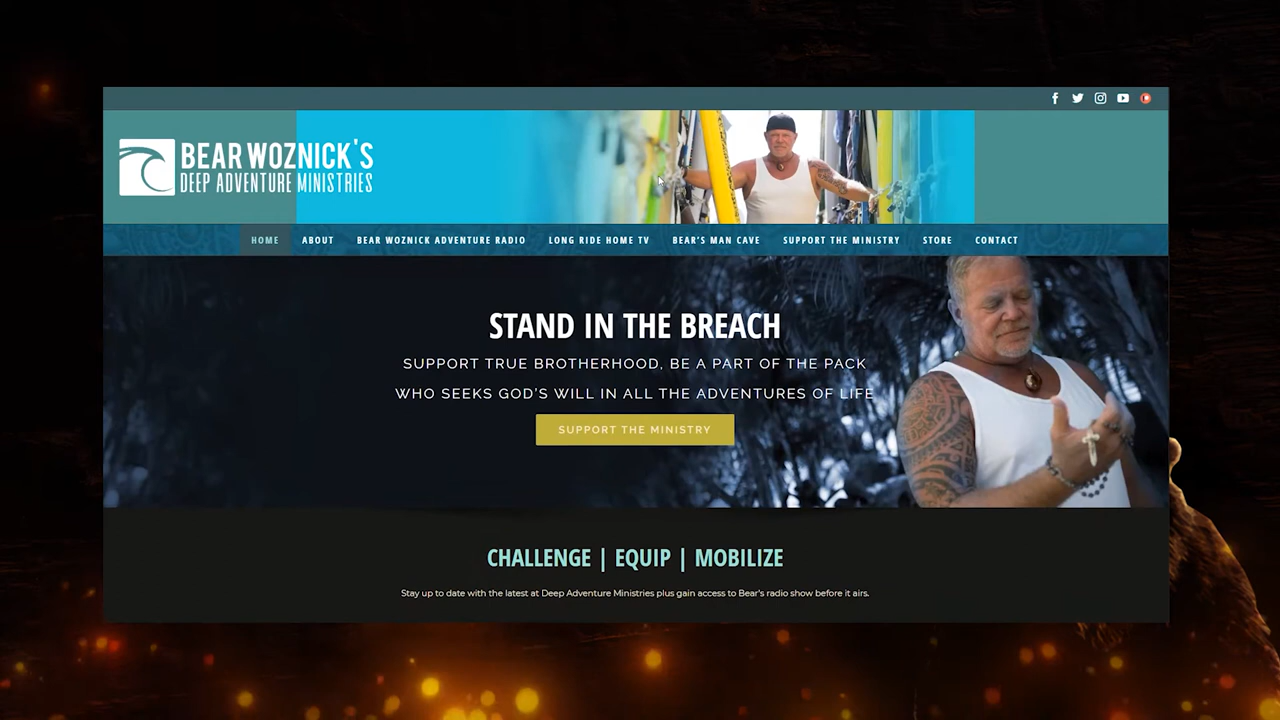 BEAR WOZNICK'S
DEEP ADVENTURE MINISTRIES
HOME ABOUT BEAR WOZNICK ADVENTURE RADIO LONG RIDE HOME TV BEAR'S MAN CAVE SUPPORT THE MINISTRY STORE CONTACT
STAND IN THE BREACH
SUPPORT TRUE BROTHERHOOD, BE A PART OF THE PACK
WHO SEEKS GOD'S WILL IN ALL THE ADVENTURES OF LIFE
SUPPORT THE MINISTRY
CHALLENGE | EQUIP | MOBILIZE
Stay up to date with the latest at Deep Adventure Ministries plus gain access to Bear's radio show before it airs.